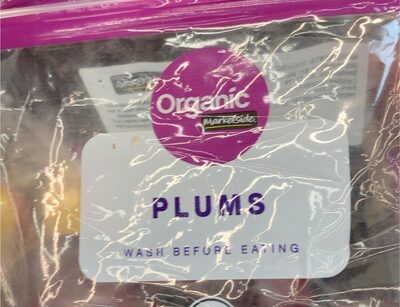 Organic
marketside.
PLUMS
WASH BEFORE EATING